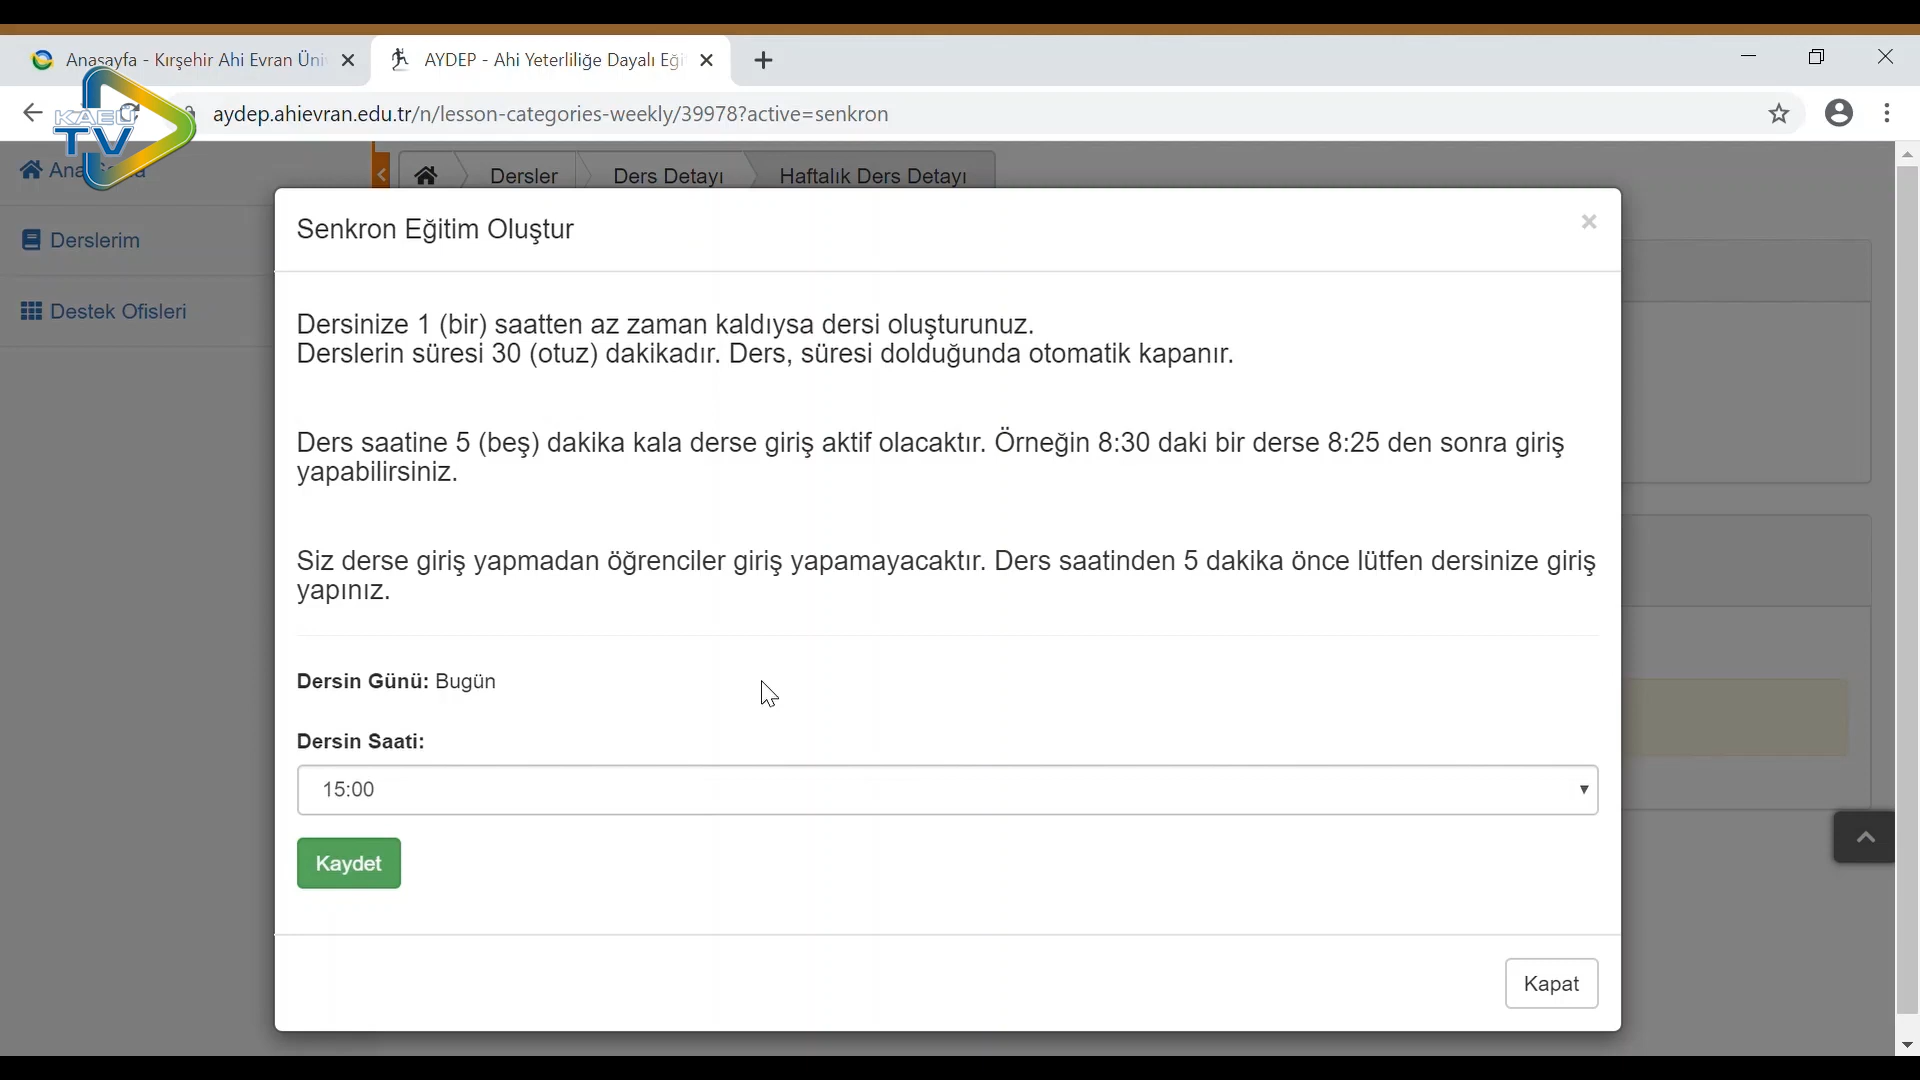 Anasayfa - Kırşehir Ahi Evran Üni
AYDEP - Ahi Yeterliliğe Dayalı Eği
aydep.ahievran.edu.tr/n/lesson-categories-weekly/39978?active=senkron
KAEÜ
TV
Dersler
Ders Detayı
Haftalık Ders Detayı
Derslerim
Destek Ofisleri
Senkron Eğitim Oluştur
×
Dersinize 1 (bir) saatten az zaman kaldıysa dersi oluşturunuz.
Derslerin süresi 30 (otuz) dakikadır. Ders, süresi dolduğunda otomatik kapanır.
Ders saatine 5 (beş) dakika kala derse giriş aktif olacaktır. Örneğin 8:30 daki bir derse 8:25 den sonra giriş
yapabilirsiniz.
Siz derse giriş yapmadan öğrenciler giriş yapamayacaktır. Ders saatinden 5 dakika önce lütfen dersinize giriş
yapınız.
Dersin Günü: Bugün
Dersin Saati:
15:00
Kaydet
Kapat